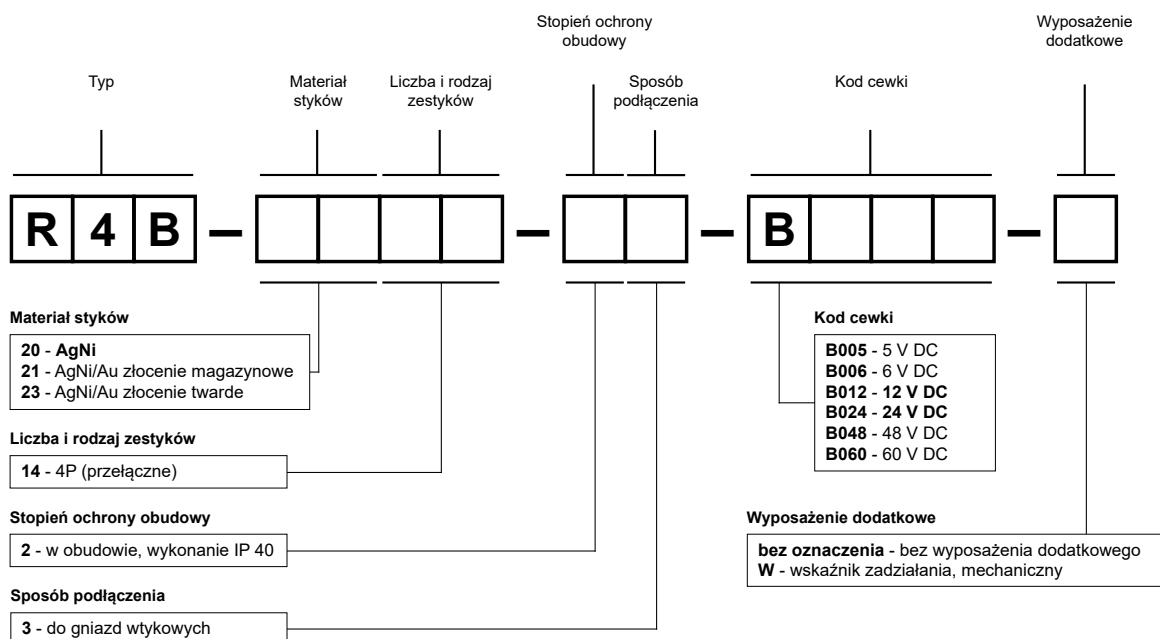 Stopień ochrony
obudowy
Wyposażenie
dodatkowe
Typ
Materiał
styków
Liczba i rodzaj
zestyków
Sposób
podłączenia
Kod cewki
R 4 B – – – B –
Materiał styków
20 - AgNi
21 - AgNi/Au złocenie magazynowe
23 - AgNi/Au złocenie twarde
Liczba i rodzaj zestyków
14 - 4P (przełączne)
Stopień ochrony obudowy
2 - w obudowie, wykonanie IP 40
Sposób podłączenia
3 - do gniazd wtykowych
Kod cewki
B005 - 5 V DC
B006 - 6 V DC
B012 - 12 V DC
B024 - 24 V DC
B048 - 48 V DC
B060 - 60 V DC
Wyposażenie dodatkowe
bez oznaczenia - bez wyposażenia dodatkowego
W - wskaźnik zadziałania, mechaniczny